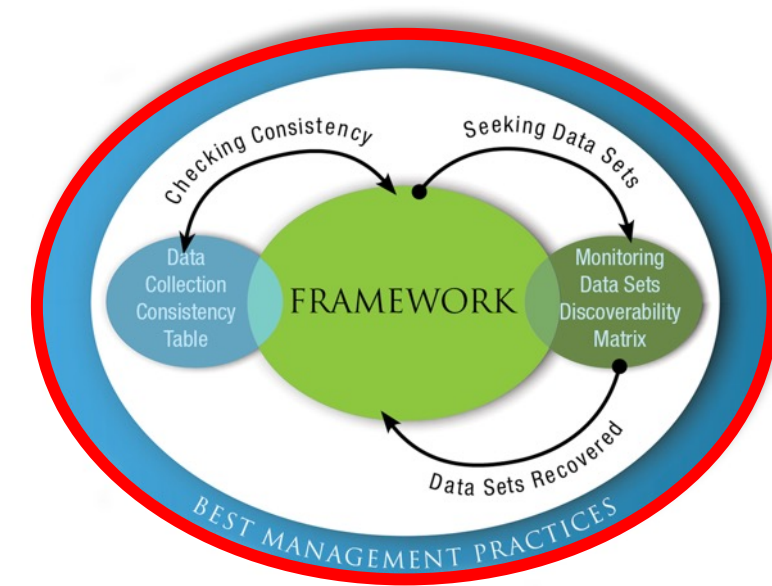 Checking Consistency
Seeking Data Sets
Data
Collection
Consistency
Table
FRAMEWORK
Monitoring
Data Sets
Discoverability
Matrix
Data Sets Recovered
BEST MANAGEMENT PRACTICES